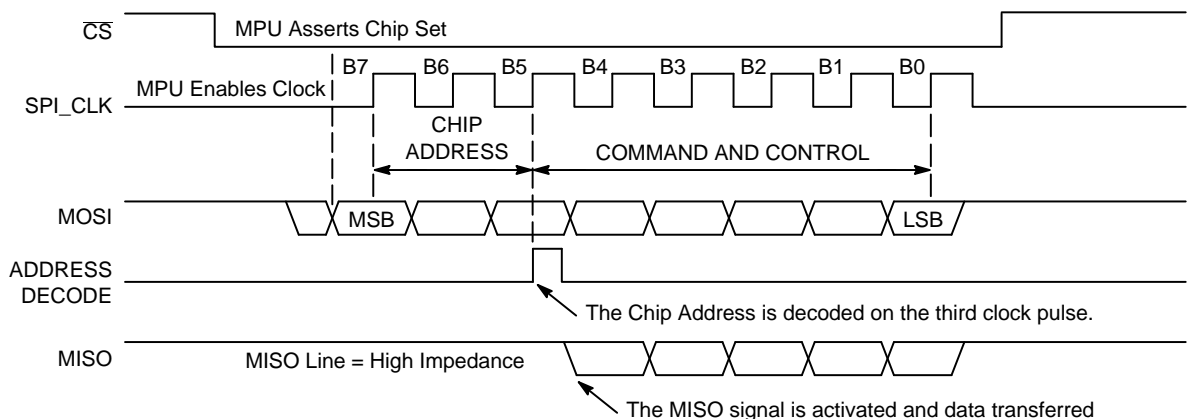 CS
MPU Asserts Chip Set
B7 B6 B5 B4 B3 B2 B1 B0
MPU Enables Clock
SPI_CLK
CHIP
ADDRESS
COMMAND AND CONTROL
MOSI
MSB
LSB
ADDRESS
DECODE
The Chip Address is decoded on the third clock pulse.
MISO
MISO Line = High Impedance
The MISO signal is activated and data transferred